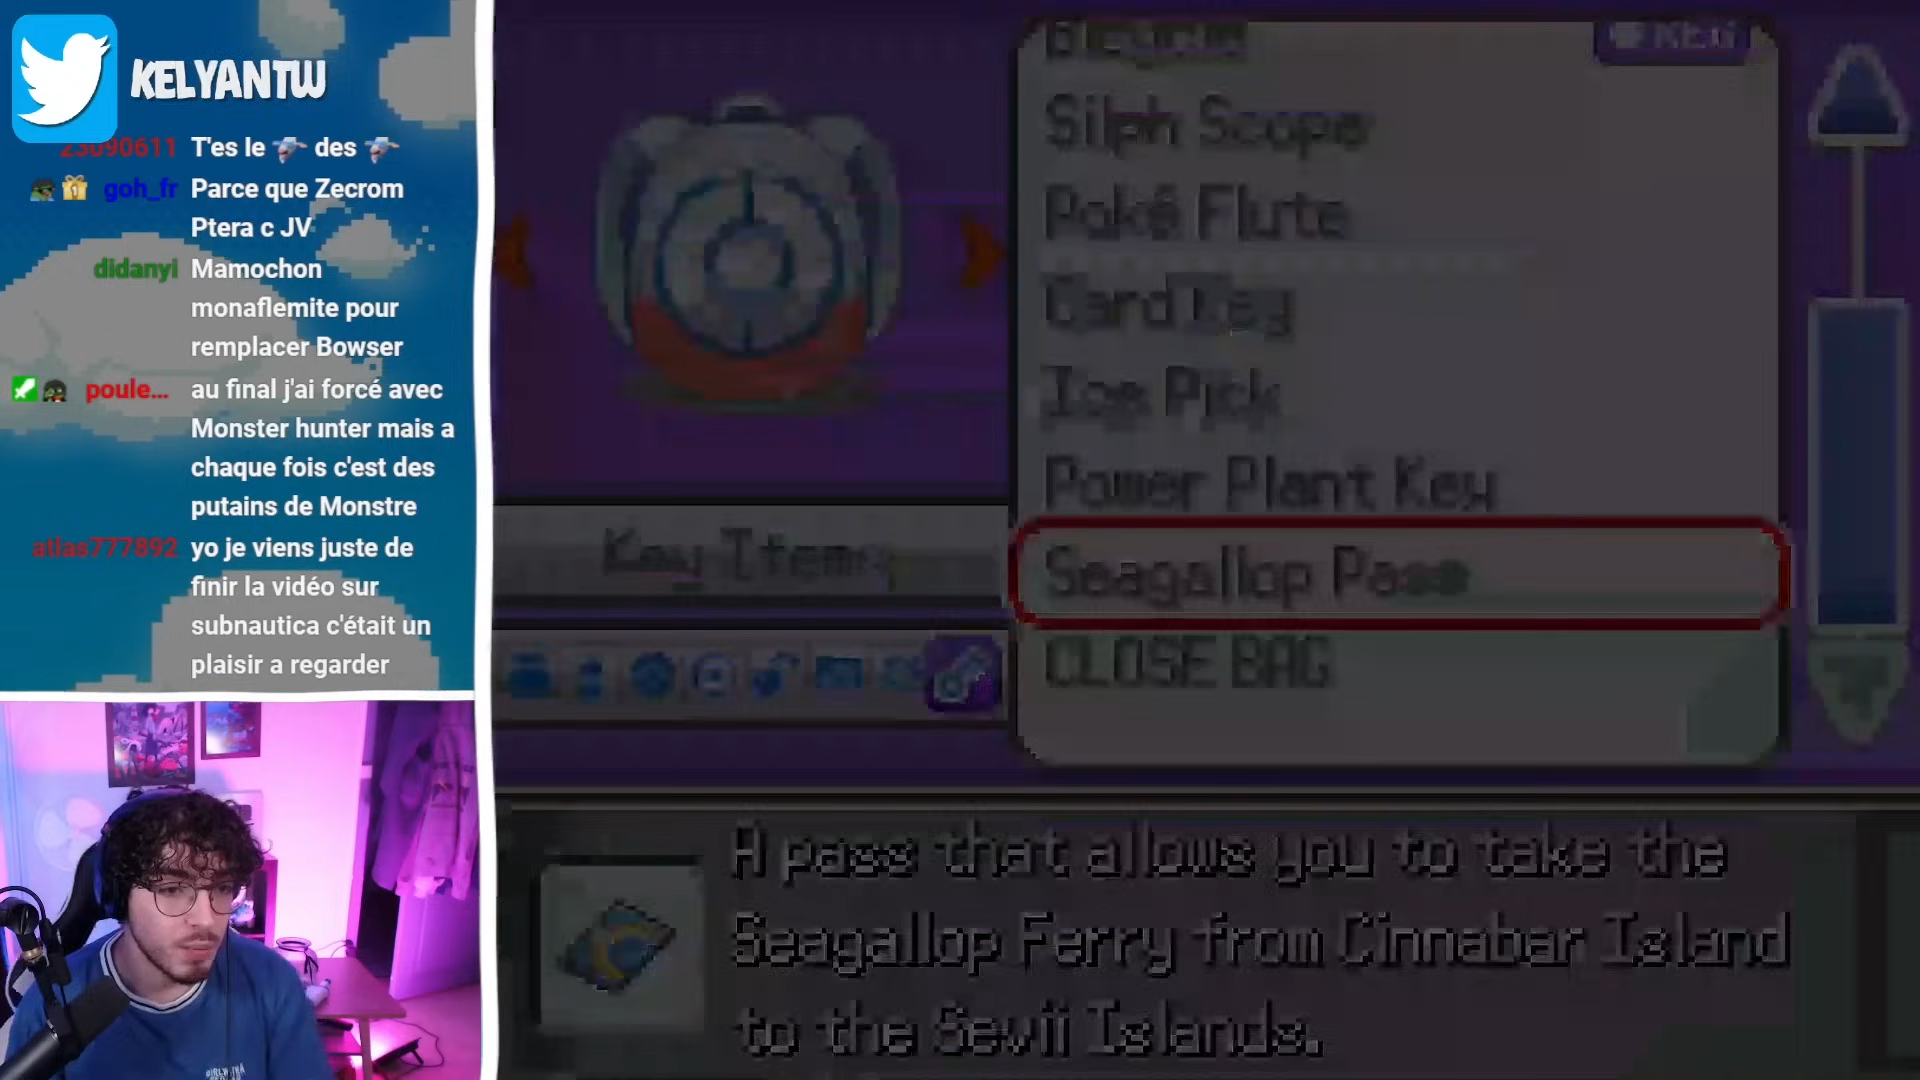 KELYANTW
23090611 T'es le des
goh_fr Parce que Zecrom
Ptera c JV
didanyi Mamochon
monaflemite pour
remplacer Bowser
poule... au final j'ai forcé avec
Monster hunter mais a
chaque fois c'est des
putains de Monstre
atlas777892 yo je viens juste de
finir la vidéo sur
subnautica c'était un
plaisir a regarder
Bicycle
REG
Silph Scope
Poké Flute
Card Key
Ice Pick
Power Plant Key
Seagallop Pass
CLOSE BAG
Key Items
A pass that allows you to take the
Seagallop Ferry from Cinnabar Island
to the Sevii Islands.